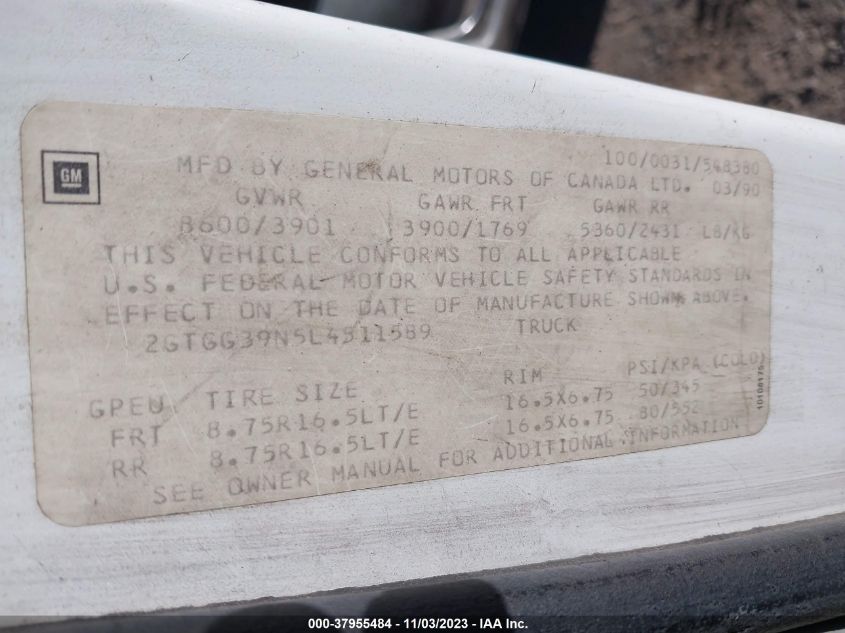 100/0031/548380
GM
MFD BY GENERAL MOTORS OF CANADA LTD. 03/90
GVWR GAWR FRT GAWR RR
8600/3901 3900/1769 5360/2431 LB/KG
THIS VEHICLE CONFORMS TO ALL APPLICABLE
U.S. FEDERAL MOTOR VEHICLE SAFETY STANDARDS IN
EFFECT ON THE DATE OF MANUFACTURE SHOWN ABOVE.
2GTGG39N5L4511589 TRUCK
GPEU TIRE SIZE RIM PSI/KPA (COLD)
FRT 8.75R16.5LT/E 16.5X6.75 50/345
RR 8.75R16.5LT/E 16.5X6.75 80/552
SEE OWNER MANUAL FOR ADDITIONAL INFORMATION
000-37955484 - 11/03/2023 - IAA Inc.